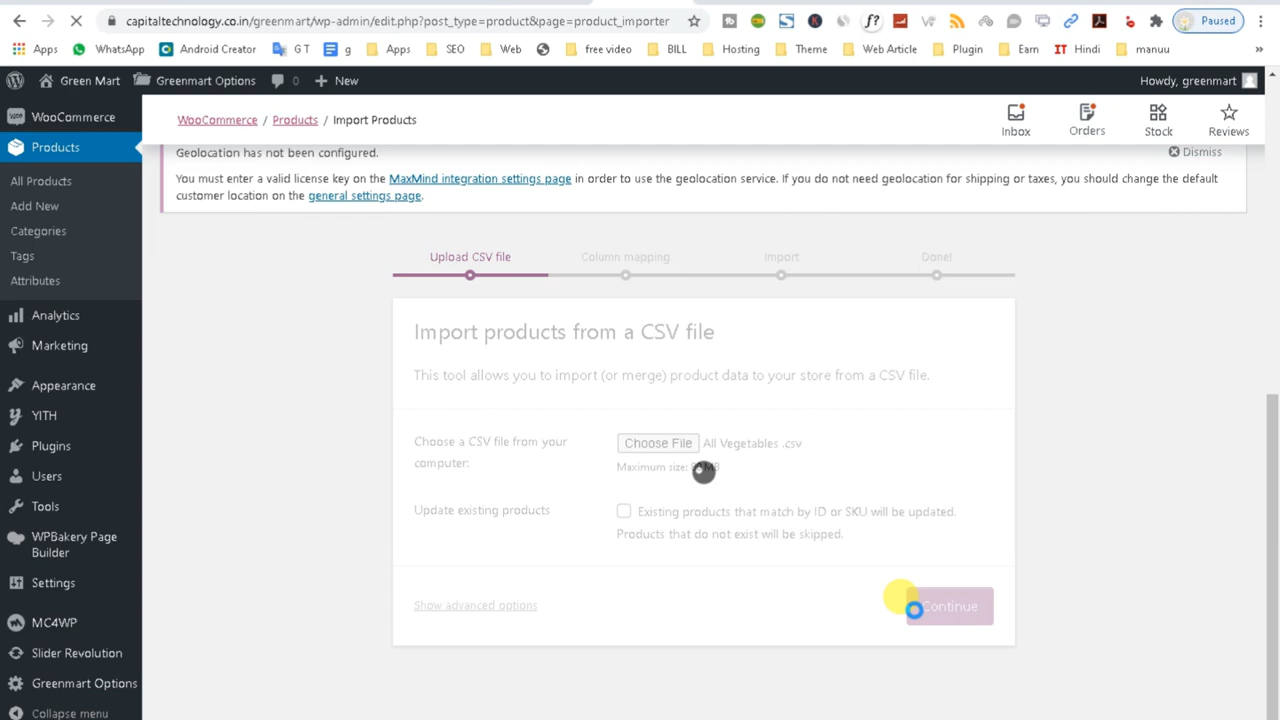 capitaltechnology.co.in/greenmart/wp-admin/edit.php?post_type=product&page=product_importer
Paused
Apps WhatsApp Android Creator G T g Apps SEO Web free video BILL Hosting Theme Web Article Plugin Earn IT Hindi manuu »
Green Mart Greenmart Options 0 + New Howdy, greenmart
WooCommerce
Products
All Products
Add New
Categories
Tags
Attributes
Analytics
Marketing
Appearance
YITH
Plugins
Users
Tools
WPBakery Page
Builder
Settings
MC4WP
Slider Revolution
Greenmart Options
Collapse menu
WooCommerce / Products / Import Products
Inbox Orders Stock Reviews
Geolocation has not been configured. Dismiss
You must enter a valid license key on the MaxMind integration settings page in order to use the geolocation service. If you do not need geolocation for shipping or taxes, you should change the default
customer location on the general settings page.
Upload CSV file Column mapping Import Done!
Import products from a CSV file
This tool allows you to import (or merge) product data to your store from a CSV file.
Choose a CSV file from your
computer:
Choose File All Vegetables .csv
Maximum size: MB
Update existing products
Existing products that match by ID or SKU will be updated.
Products that do not exist will be skipped.
Show advanced options
Continue